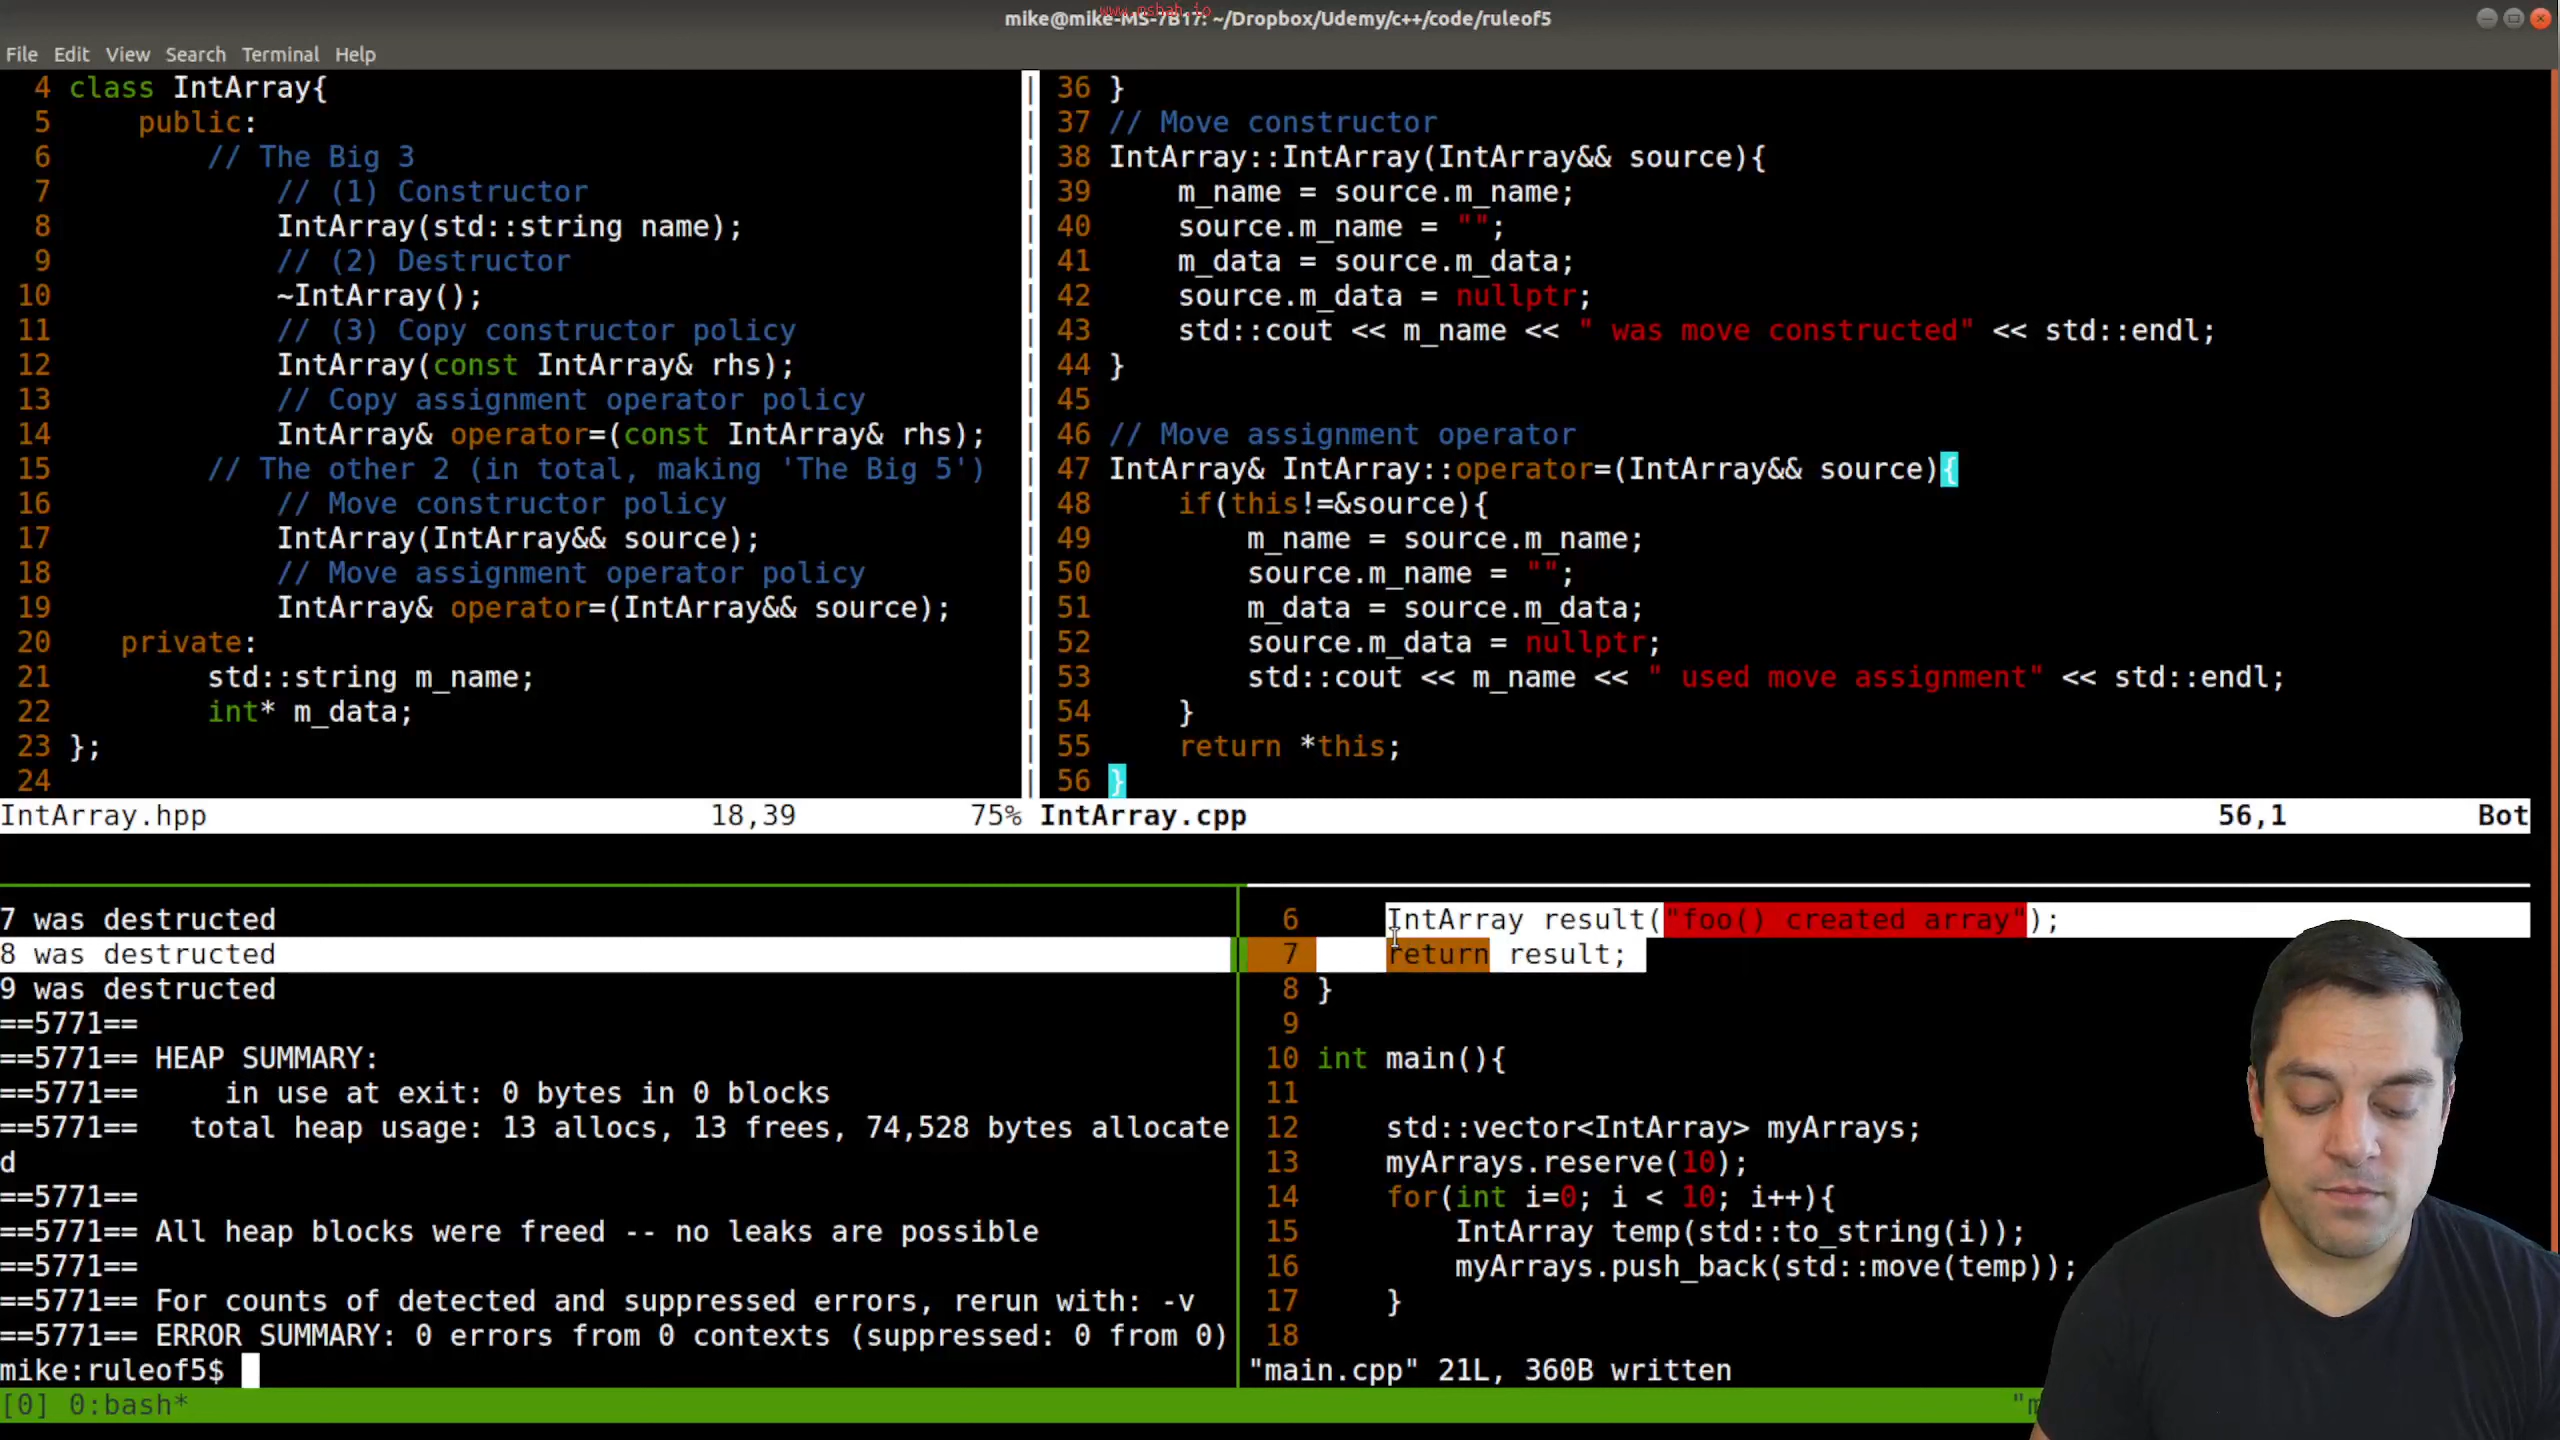 www.mshah.io
mike@mike-MS-7B17: ~/Dropbox/Udemy/c++/code/ruleof5
File Edit View Search Terminal Help
4 class IntArray{
5     public:
6         // The Big 3
7             // (1) Constructor
8             IntArray(std::string name);
9             // (2) Destructor
10             ~IntArray();
11             // (3) Copy constructor policy
12             IntArray(const IntArray& rhs);
13             // Copy assignment operator policy
14             IntArray& operator=(const IntArray& rhs);
15         // The other 2 (in total, making 'The Big 5')
16             // Move constructor policy
17             IntArray(IntArray&& source);
18             // Move assignment operator policy
19             IntArray& operator=(IntArray&& source);
20    private:
21         std::string m_name;
22         int* m_data;
23 };
24
IntArray.hpp 18,39 75%
36 }
37 // Move constructor
38 IntArray::IntArray(IntArray&& source){
39     m_name = source.m_name;
40     source.m_name = "";
41     m_data = source.m_data;
42     source.m_data = nullptr;
43     std::cout << m_name << " was move constructed" << std::endl;
44 }
45
46 // Move assignment operator
47 IntArray& IntArray::operator=(IntArray&& source){
48     if(this!=&source){
49         m_name = source.m_name;
50         source.m_name = "";
51         m_data = source.m_data;
52         source.m_data = nullptr;
53         std::cout << m_name << " used move assignment" << std::endl;
54     }
55     return *this;
56 }
IntArray.cpp 56,1 Bot
7 was destructed
8 was destructed
9 was destructed
==5771==
==5771== HEAP SUMMARY:
==5771==     in use at exit: 0 bytes in 0 blocks
==5771==   total heap usage: 13 allocs, 13 frees, 74,528 bytes allocate
d
==5771==
==5771== All heap blocks were freed -- no leaks are possible
==5771==
==5771== For counts of detected and suppressed errors, rerun with: -v
==5771== ERROR SUMMARY: 0 errors from 0 contexts (suppressed: 0 from 0)
mike:ruleof5$
6     IntArray result("foo() created array");
7     return result;
8 }
9
10 int main(){
11
12     std::vector<IntArray> myArrays;
13     myArrays.reserve(10);
14     for(int i=0; i < 10; i++){
15         IntArray temp(std::to_string(i));
16         myArrays.push_back(std::move(temp));
17     }
18
"main.cpp" 21L, 360B written
[0] 0:bash*